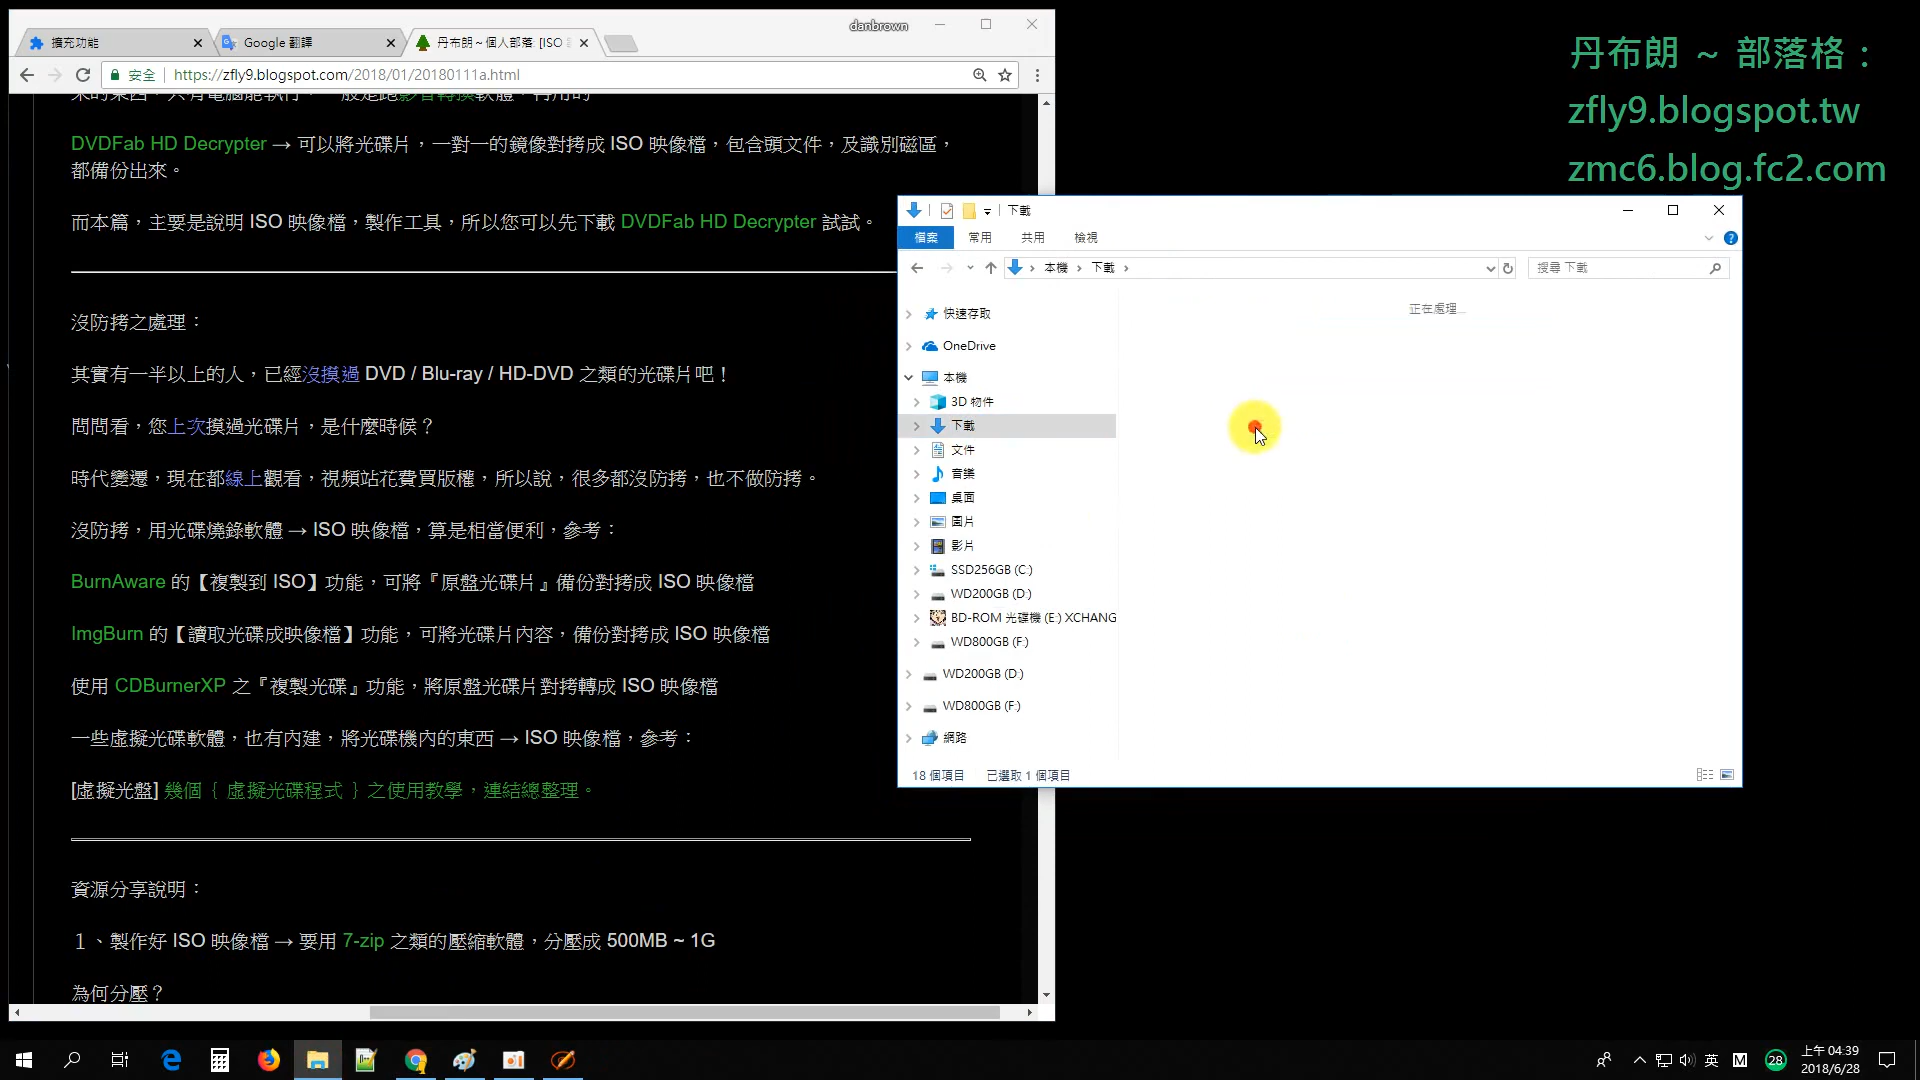 danbrown
擴充功能
Google 翻譯
丹布朗 ~ 個人部落: [ISO
安全
https://zfly9.blogspot.com/2018/01/20180111a.html
DVDFab HD Decrypter → 可以將光碟片，一對一的鏡像對拷成 ISO 映像檔，包含頭文件，及識別磁區，
都備份出來。
而本篇，主要是說明 ISO 映像檔，製作工具，所以您可以先下載 DVDFab HD Decrypter 試試。
沒防拷之處理：
其實有一半以上的人，已經沒摸過 DVD / Blu-ray / HD-DVD 之類的光碟片吧！
問問看，您上次摸過光碟片，是什麼時候？
時代變遷，現在都線上觀看，視頻站花費買版權，所以說，很多都沒防拷，也不做防拷。
沒防拷，用光碟燒錄軟體 → ISO 映像檔，算是相當便利，參考：
BurnAware 的【複製到 ISO】功能，可將『原盤光碟片』備份對拷成 ISO 映像檔
ImgBurn 的【讀取光碟成映像檔】功能，可將光碟片內容，備份對拷成 ISO 映像檔
使用 CDBurnerXP 之『複製光碟』功能，將原盤光碟片對拷轉成 ISO 映像檔
一些虛擬光碟軟體，也有內建，將光碟機內的東西 → ISO 映像檔，參考：
[虛擬光盤] 幾個｛ 虛擬光碟程式 ｝之使用教學，連結總整理。
資源分享說明：
１、製作好 ISO 映像檔 → 要用 7-zip 之類的壓縮軟體，分壓成 500MB ~ 1G
為何分壓？
丹布朗 ~ 部落格：
zfly9.blogspot.tw
zmc6.blog.fc2.com
下載
檔案
常用
共用
檢視
本機
下載
搜尋 下載
正在處理...
快速存取
OneDrive
本機
3D 物件
下載
文件
音樂
桌面
圖片
影片
SSD256GB (C:)
WD200GB (D:)
BD-ROM 光碟機 (E:) XCHANG
WD800GB (F:)
WD200GB (D:)
WD800GB (F:)
網路
18 個項目
已選取 1 個項目
英
M
28
上午 04:39
2018/6/28